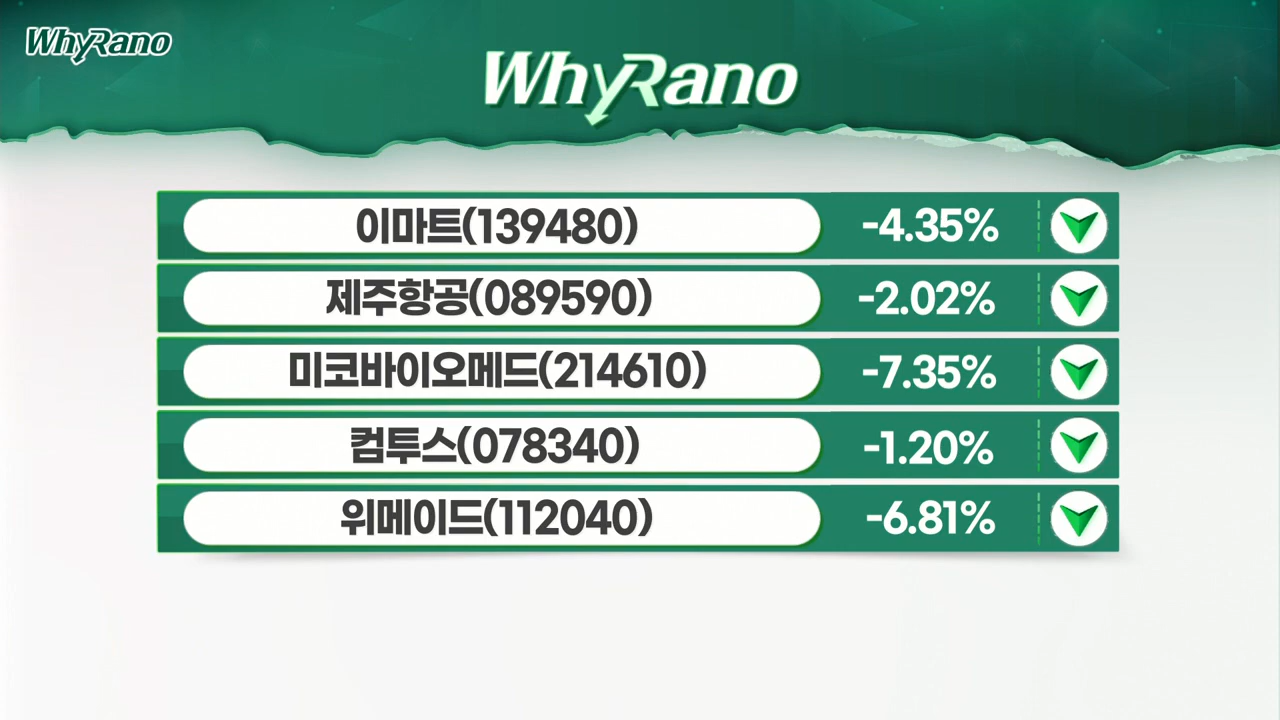 WhyRano
WhyRano
이마트(139480) -4.35%
제주항공(089590) -2.02%
미코바이오메드(214610) -7.35%
컴투스(078340) -1.20%
위메이드(112040) -6.81%